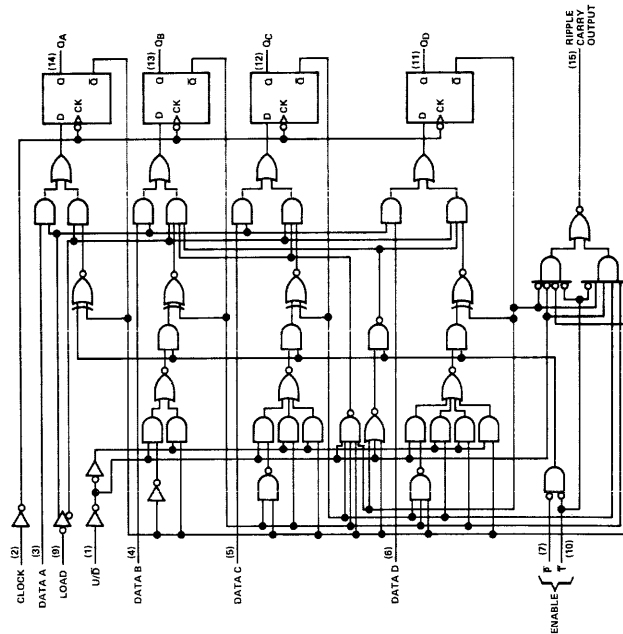 CLOCK (2)
DATA A (3)
LOAD (9)
U/D̅ (1)
DATA B (4)
DATA C (5)
DATA D (6)
ENABLE
P̅ (7)
T̅ (10)
D Q
CK Q̅
(14) QA
D Q
CK Q̅
(13) QB
D Q
CK Q̅
(12) QC
D Q
CK Q̅
(11) QD
(15) RIPPLE
CARRY
OUTPUT